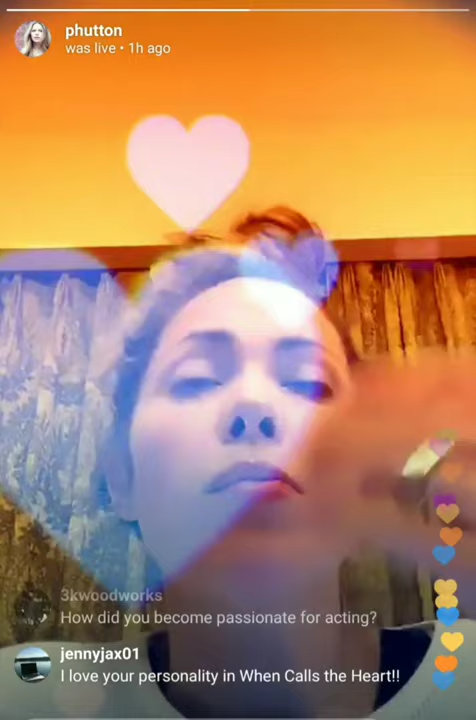 phutton
was live • 1h ago
3kwoodworks
How did you become passionate for acting?
jennyjax01
I love your personality in When Calls the Heart!!